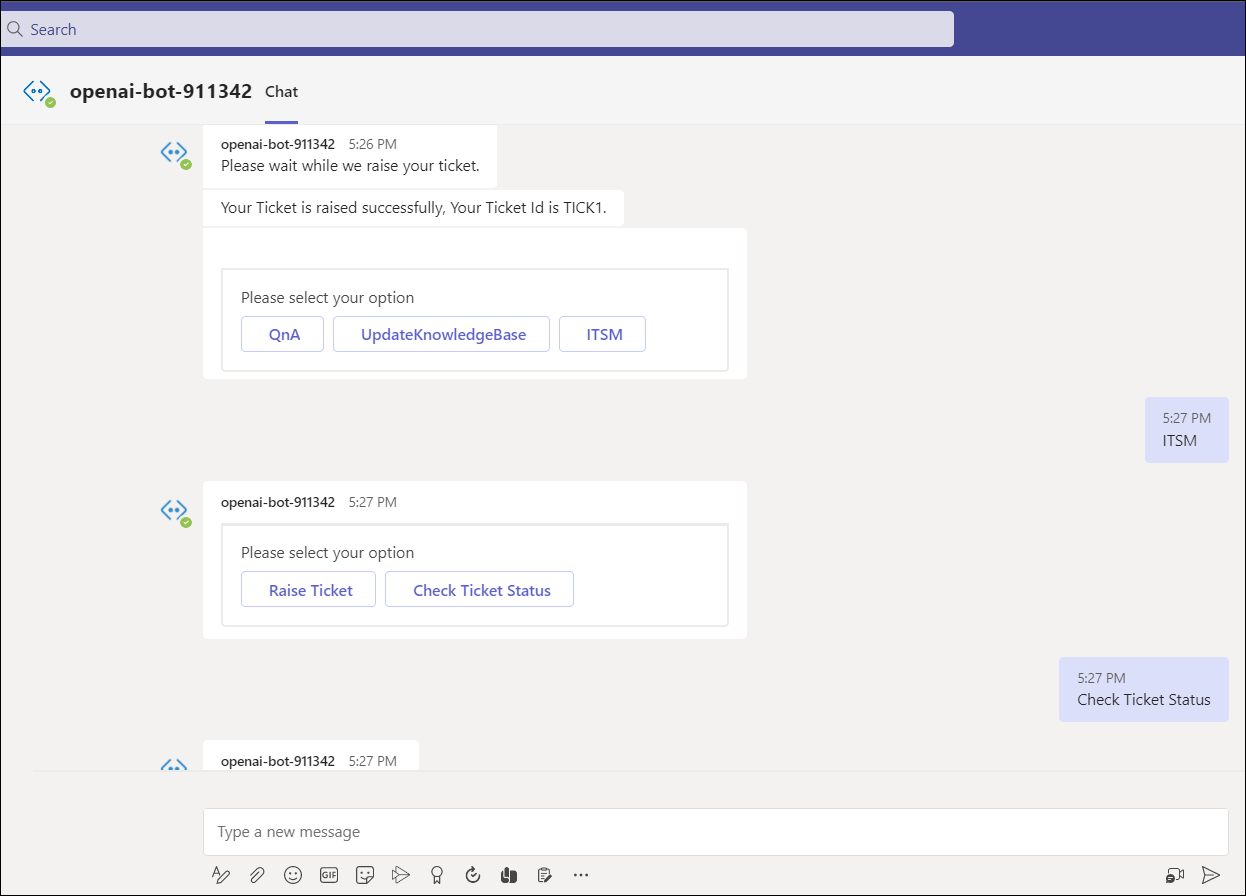 Search
openai-bot-911342 Chat
openai-bot-911342 5:26 PM
Please wait while we raise your ticket.
Your Ticket is raised successfully, Your Ticket Id is TICK1.
Please select your option
QnA UpdateKnowledgeBase ITSM
5:27 PM
ITSM
openai-bot-911342 5:27 PM
Please select your option
Raise Ticket Check Ticket Status
5:27 PM
Check Ticket Status
openai-bot-911342 5:27 PM
Type a new message
GIF